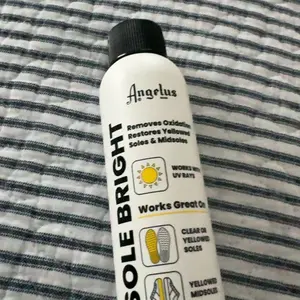 Angelus
Removes Oxidation
Restores Yellowed
Soles & Midsoles
SOLE BRIGHT
WORKS WITH
UV RAYS
Works Great On
CLEAR OR
YELLOWED
SOLES
YELLOWED
MIDSOLES